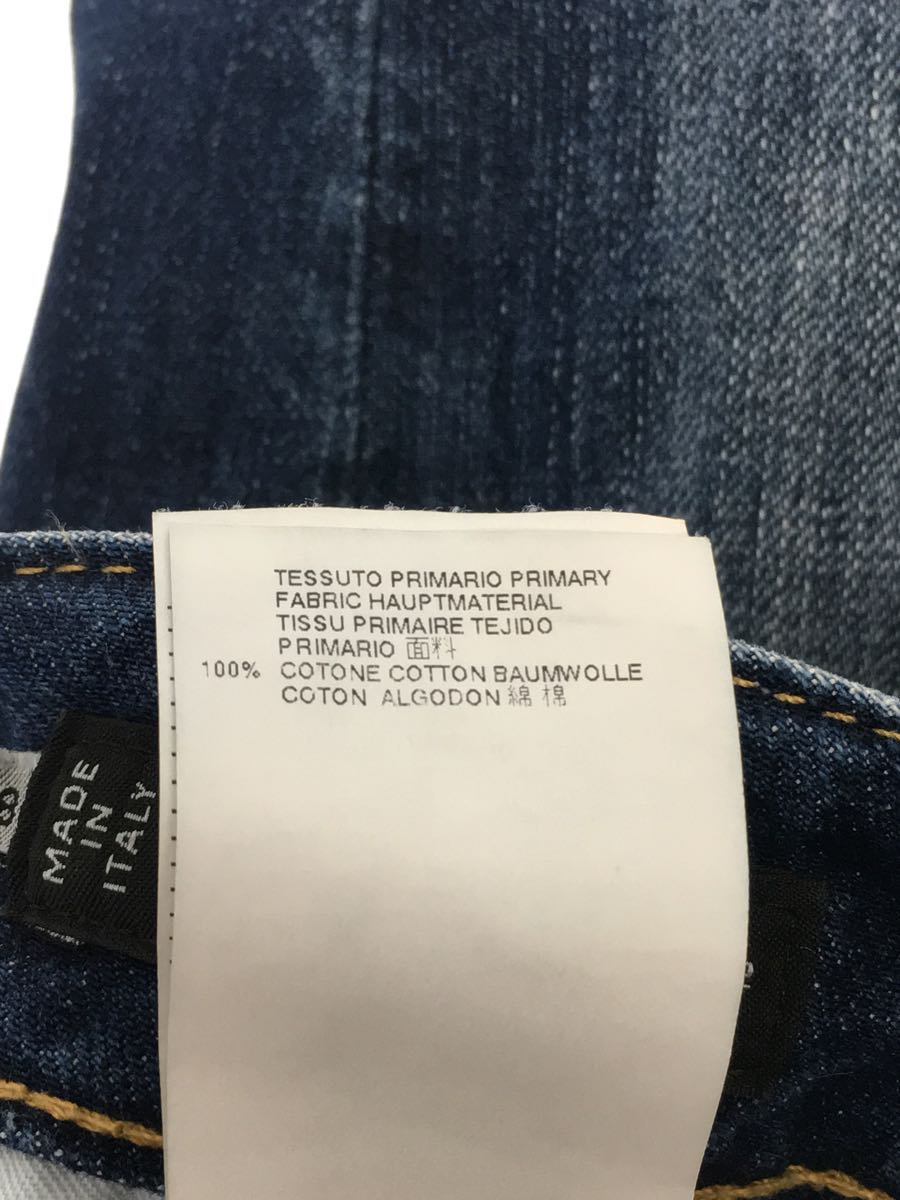 TESSUTO PRIMARIO PRIMARY
FABRIC HAUPTMATERIAL
TISSU PRIMAIRE TEJIDO
PRIMARIO 面料
100% COTONE COTTON BAUMWOLLE
COTON ALGODON 綿 棉
MADE
IN
ITALY